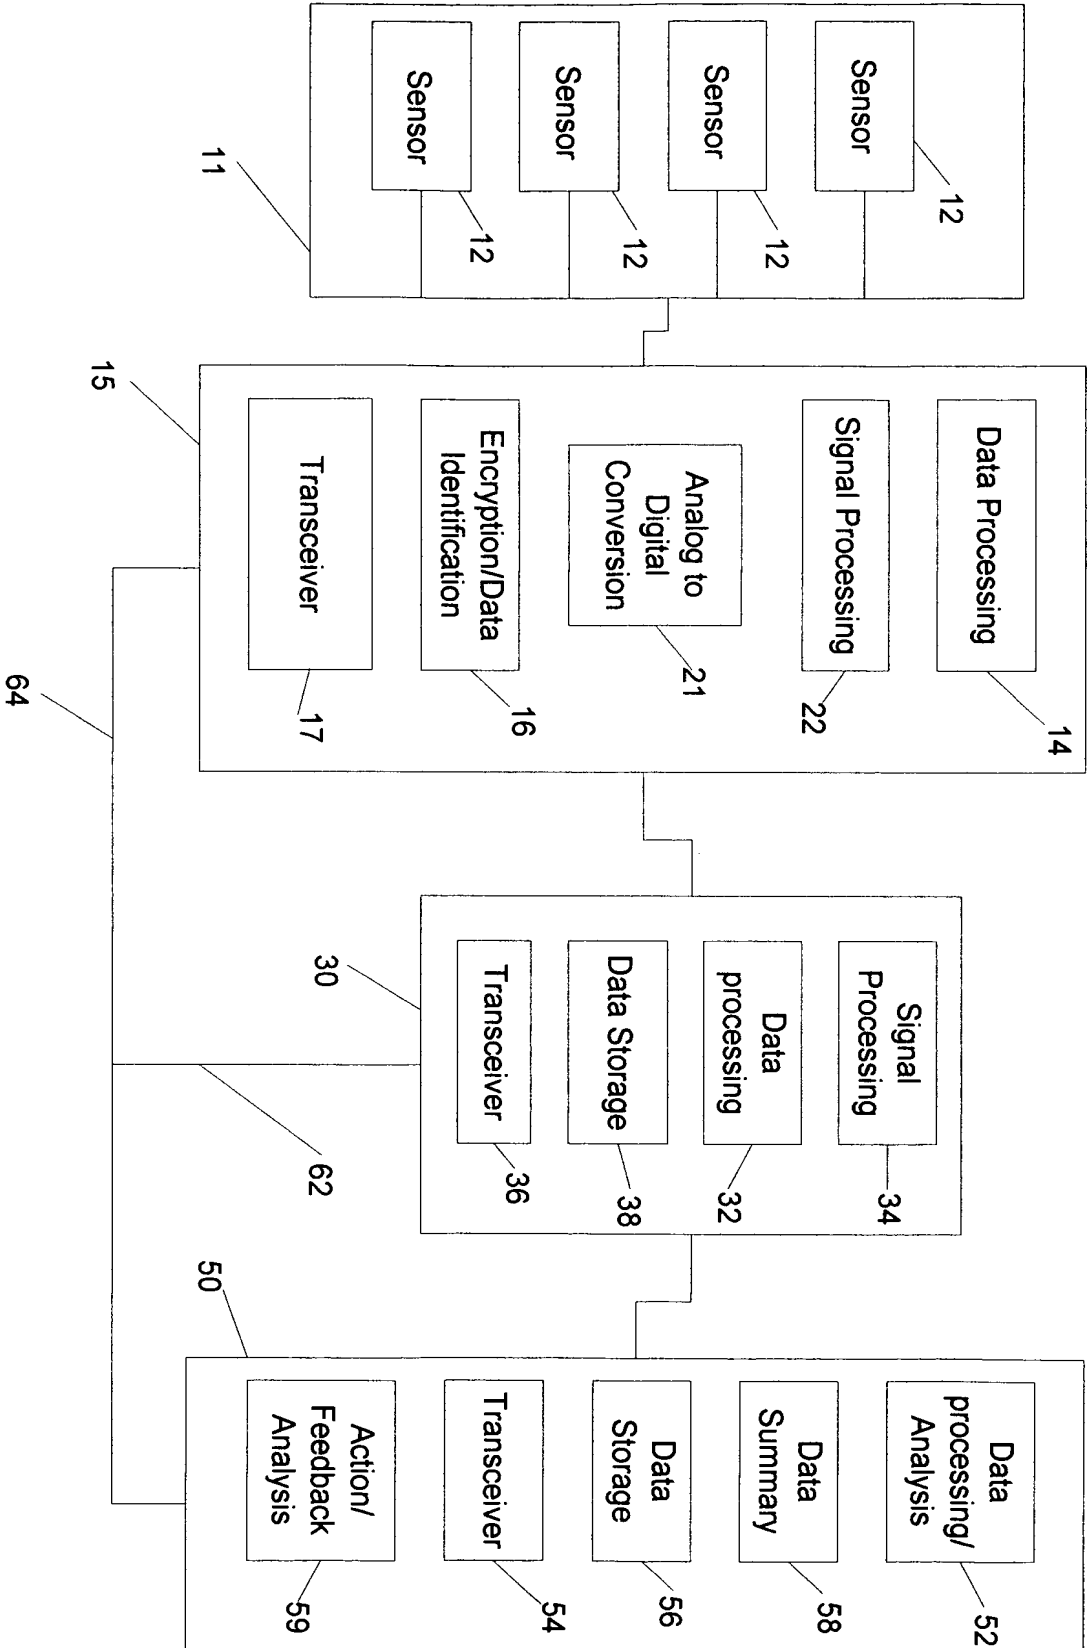 Sensor
12
Sensor
12
Sensor
12
Sensor
12
11
Data Processing
14
Signal Processing
22
Analog to
Digital
Conversion
21
Encryption/Data
Identification
16
Transceiver
17
15
Signal
Processing
34
Data
processing
32
Data Storage
38
Transceiver
36
30
Data
processing/
Analysis
52
Data
Summary
58
Data
Storage
56
Transceiver
54
Action/
Feedback
Analysis
59
50
62
64